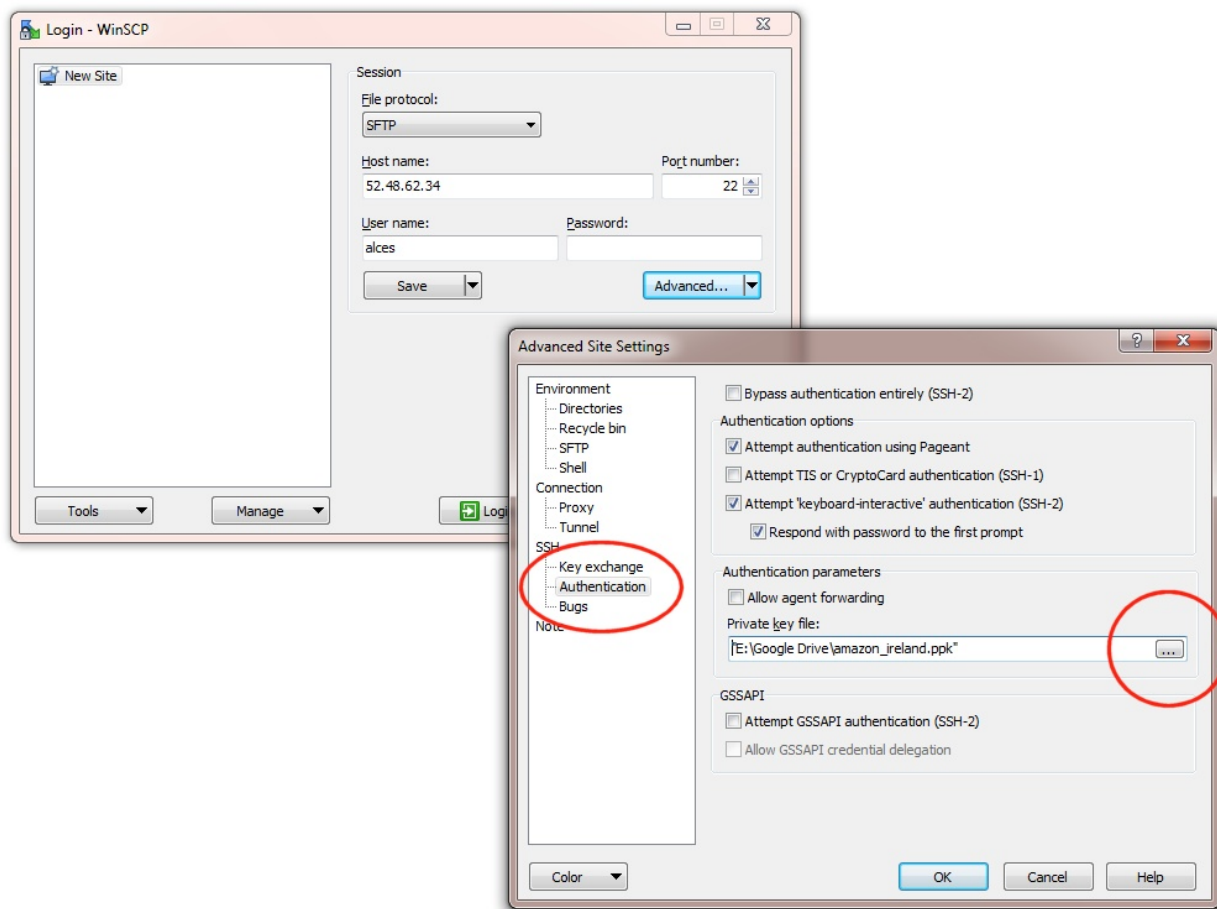 Login - WinSCP
New Site
Session
File protocol:
SFTP
Host name:
Port number:
52.48.62.34
22
User name:
Password:
alces
Save
Advanced...
Tools
Manage
Advanced Site Settings
?
Environment
Directories
Recycle bin
SFTP
Shell
Connection
Proxy
Tunnel
SSH
Key exchange
Authentication
Bugs
Note
Bypass authentication entirely (SSH-2)
Authentication options
Attempt authentication using Pageant
Attempt TIS or CryptoCard authentication (SSH-1)
Attempt 'keyboard-interactive' authentication (SSH-2)
Respond with password to the first prompt
Authentication parameters
Allow agent forwarding
Private key file:
"E:\Google Drive\amazon_ireland.ppk"
...
GSSAPI
Attempt GSSAPI authentication (SSH-2)
Allow GSSAPI credential delegation
Color
OK
Cancel
Help